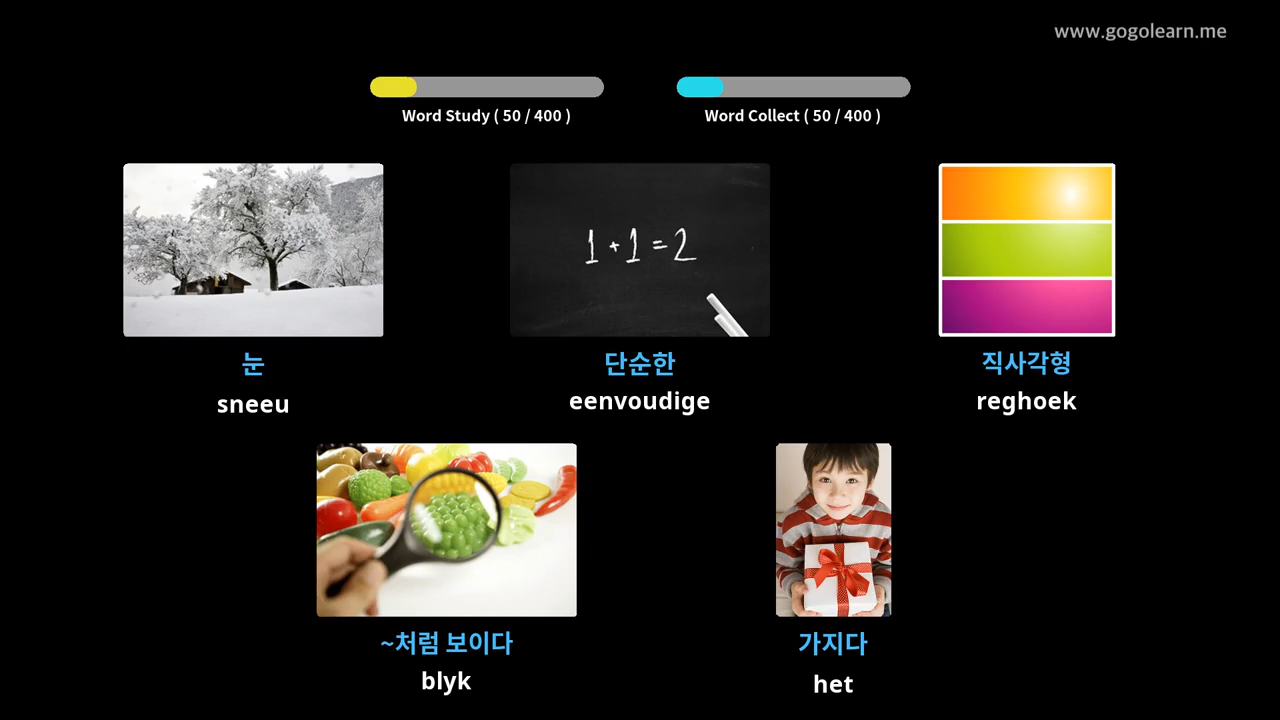 www.gogolearn.me
Word Study ( 50 / 400 )
Word Collect ( 50 / 400 )
1 + 1 = 2
눈
sneeu
단순한
eenvoudige
직사각형
reghoek
~처럼 보이다
blyk
가지다
het